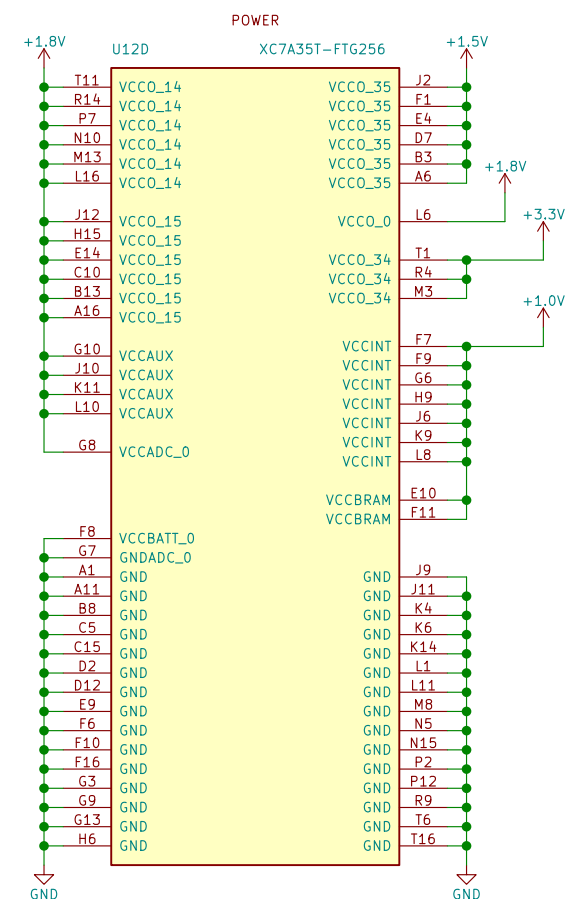 POWER
+1.8V
U12D XC7A35T-FTG256
+1.5V
T11 VCCO_14 VCCO_35 J2
R14 VCCO_14 VCCO_35 F1
P7 VCCO_14 VCCO_35 E4
N10 VCCO_14 VCCO_35 D7
M13 VCCO_14 VCCO_35 B3
L16 VCCO_14 VCCO_35 A6
+1.8V
J12 VCCO_15 VCCO_0 L6
+3.3V
H15 VCCO_15
E14 VCCO_15 VCCO_34 T1
C10 VCCO_15 VCCO_34 R4
B13 VCCO_15 VCCO_34 M3
+1.0V
A16 VCCO_15
VCCINT F7
G10 VCCAUX
VCCINT F9
J10 VCCAUX
VCCINT G6
K11 VCCAUX
VCCINT H9
L10 VCCAUX
VCCINT J6
VCCINT K9
G8 VCCADC_0
VCCINT L8
VCCBRAM E10
VCCBRAM F11
F8 VCCBATT_0
G7 GNDADC_0
A1 GND GND J9
A11 GND GND J11
B8 GND GND K4
C5 GND GND K6
C15 GND GND K14
D2 GND GND L1
D12 GND GND L11
E9 GND GND M8
F6 GND GND N5
F10 GND GND N15
F16 GND GND P2
G3 GND GND P12
G9 GND GND R9
G13 GND GND T6
H6 GND GND T16
GND GND